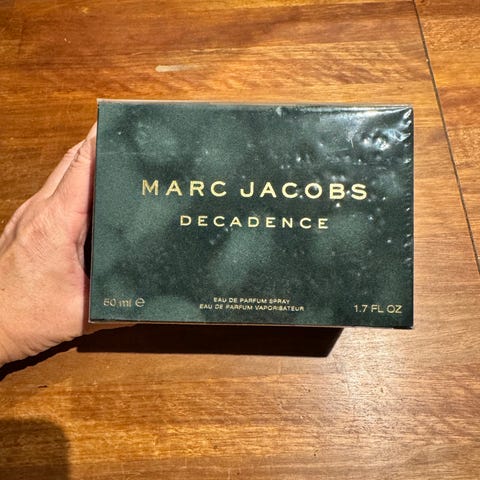 MARC JACOBS
DECADENCE
50 ml ℮
EAU DE PARFUM SPRAY
EAU DE PARFUM VAPORISATEUR
1.7 FL OZ